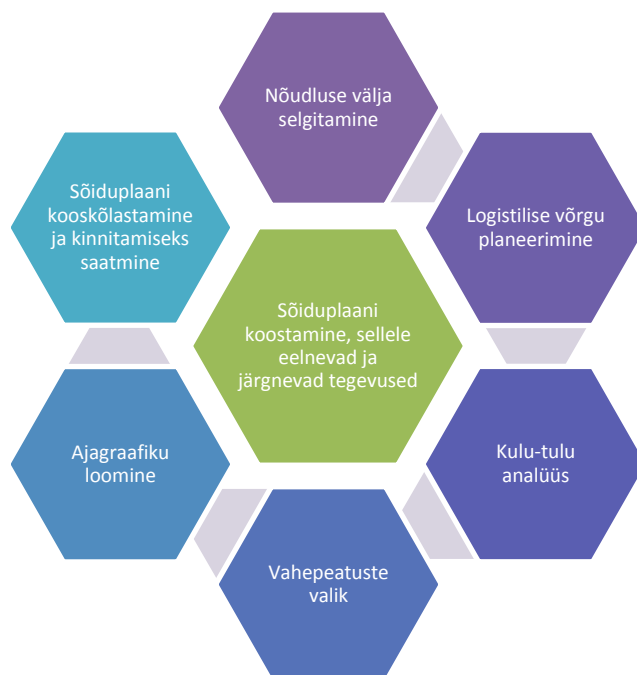 Nõudluse välja
selgitamine
Logistilise võrgu
planeerimine
Kulu-tulu
analüüs
Vahepeatuste
valik
Ajagraafiku
loomine
Sõiduplaani
kooskõlastamine
ja kinnitamiseks
saatmine
Sõiduplaani
koostamine, sellele
eelnevad ja
järgnevad tegevused